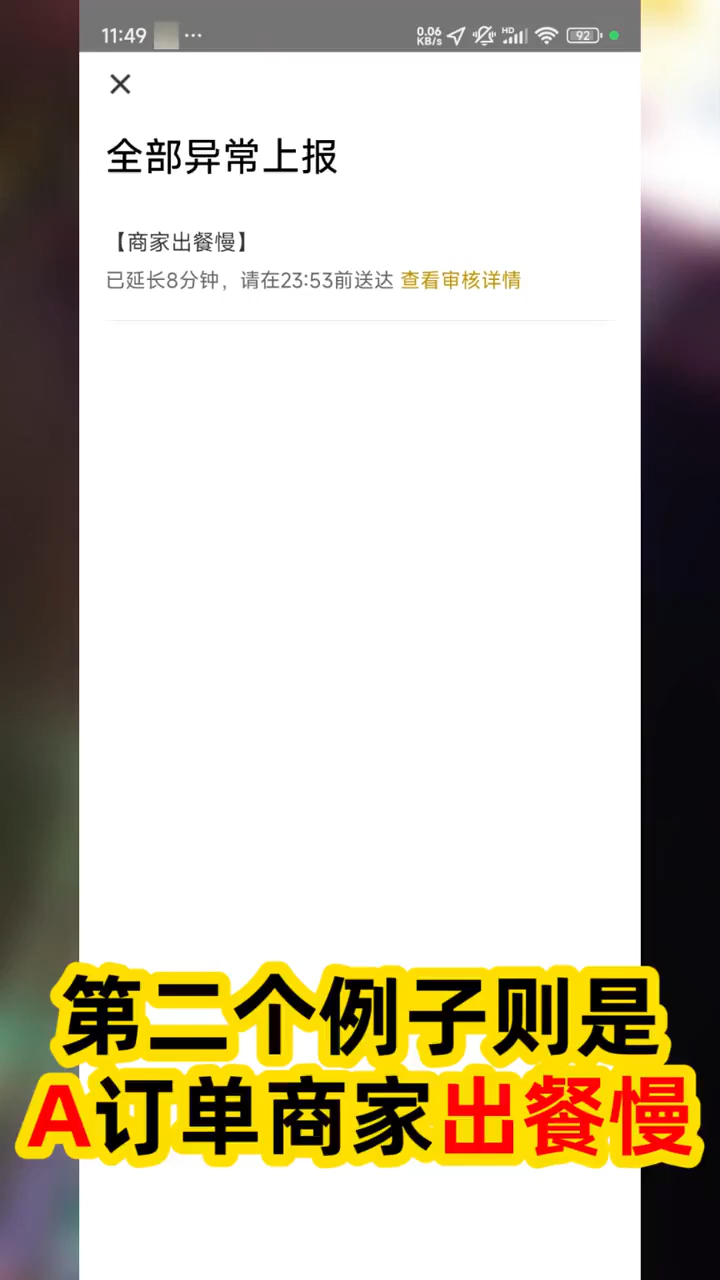 11:49 ...
0.06 KB/s HD 92
全部异常上报
【商家出餐慢】
已延长8分钟，请在23:53前送达 查看审核详情
第二个例子则是
A订单商家出餐慢